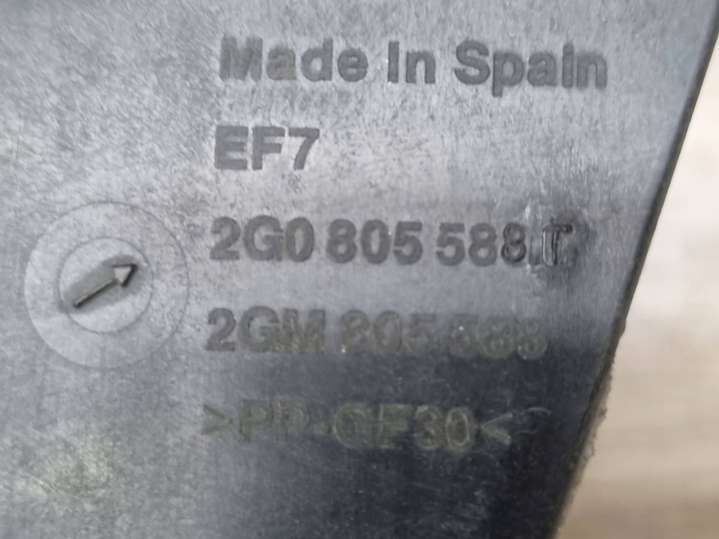 Made In Spain
EF7
2G0 805 588
2GM 805 588
>PP-GF30<